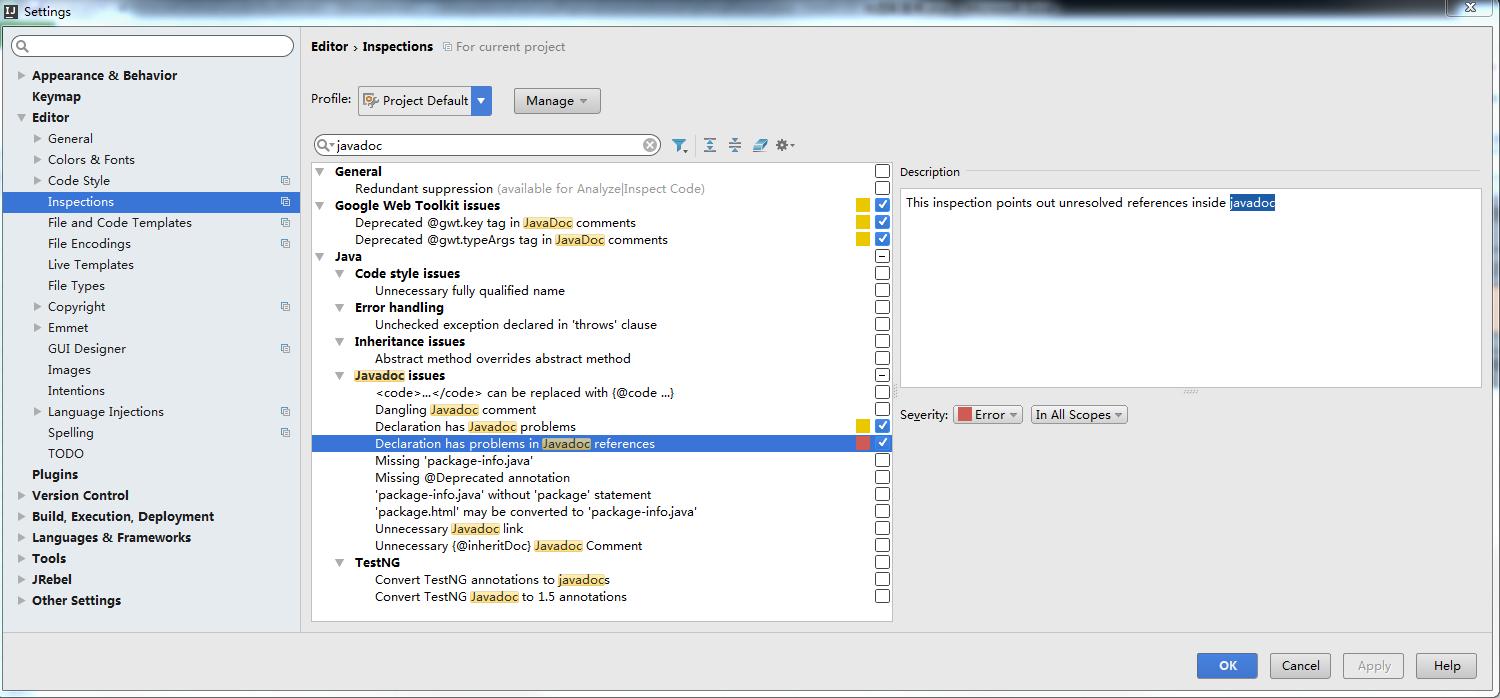 Settings
Editor › Inspections For current project
Appearance & Behavior
Keymap
Editor
General
Colors & Fonts
Code Style
Inspections
File and Code Templates
File Encodings
Live Templates
File Types
Copyright
Emmet
GUI Designer
Images
Intentions
Language Injections
Spelling
TODO
Plugins
Version Control
Build, Execution, Deployment
Languages & Frameworks
Tools
JRebel
Other Settings
Profile: Project Default Manage
javadoc
General
Redundant suppression (available for Analyze|Inspect Code)
Google Web Toolkit issues
Deprecated @gwt.key tag in JavaDoc comments
Deprecated @gwt.typeArgs tag in JavaDoc comments
Java
Code style issues
Unnecessary fully qualified name
Error handling
Unchecked exception declared in 'throws' clause
Inheritance issues
Abstract method overrides abstract method
Javadoc issues
<code>...</code> can be replaced with {@code ...}
Dangling Javadoc comment
Declaration has Javadoc problems
Declaration has problems in Javadoc references
Missing 'package-info.java'
Missing @Deprecated annotation
'package-info.java' without 'package' statement
'package.html' may be converted to 'package-info.java'
Unnecessary Javadoc link
Unnecessary {@inheritDoc} Javadoc Comment
TestNG
Convert TestNG annotations to javadocs
Convert TestNG Javadoc to 1.5 annotations
Description
This inspection points out unresolved references inside javadoc
Severity: Error In All Scopes
OK Cancel Apply Help